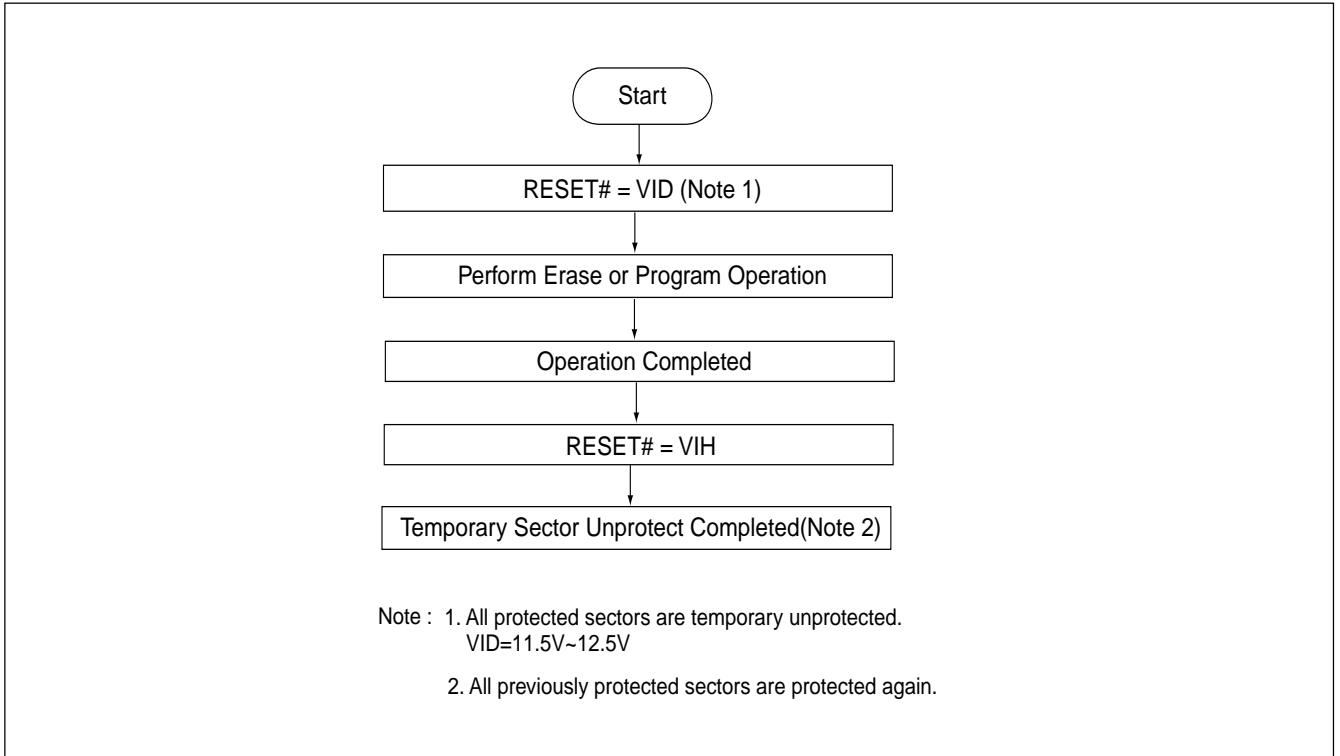 Start
RESET# = VID (Note 1)
Perform Erase or Program Operation
Operation Completed
RESET# = VIH
Temporary Sector Unprotect Completed(Note 2)
Note : 1. All protected sectors are temporary unprotected.
VID=11.5V~12.5V
2. All previously protected sectors are protected again.